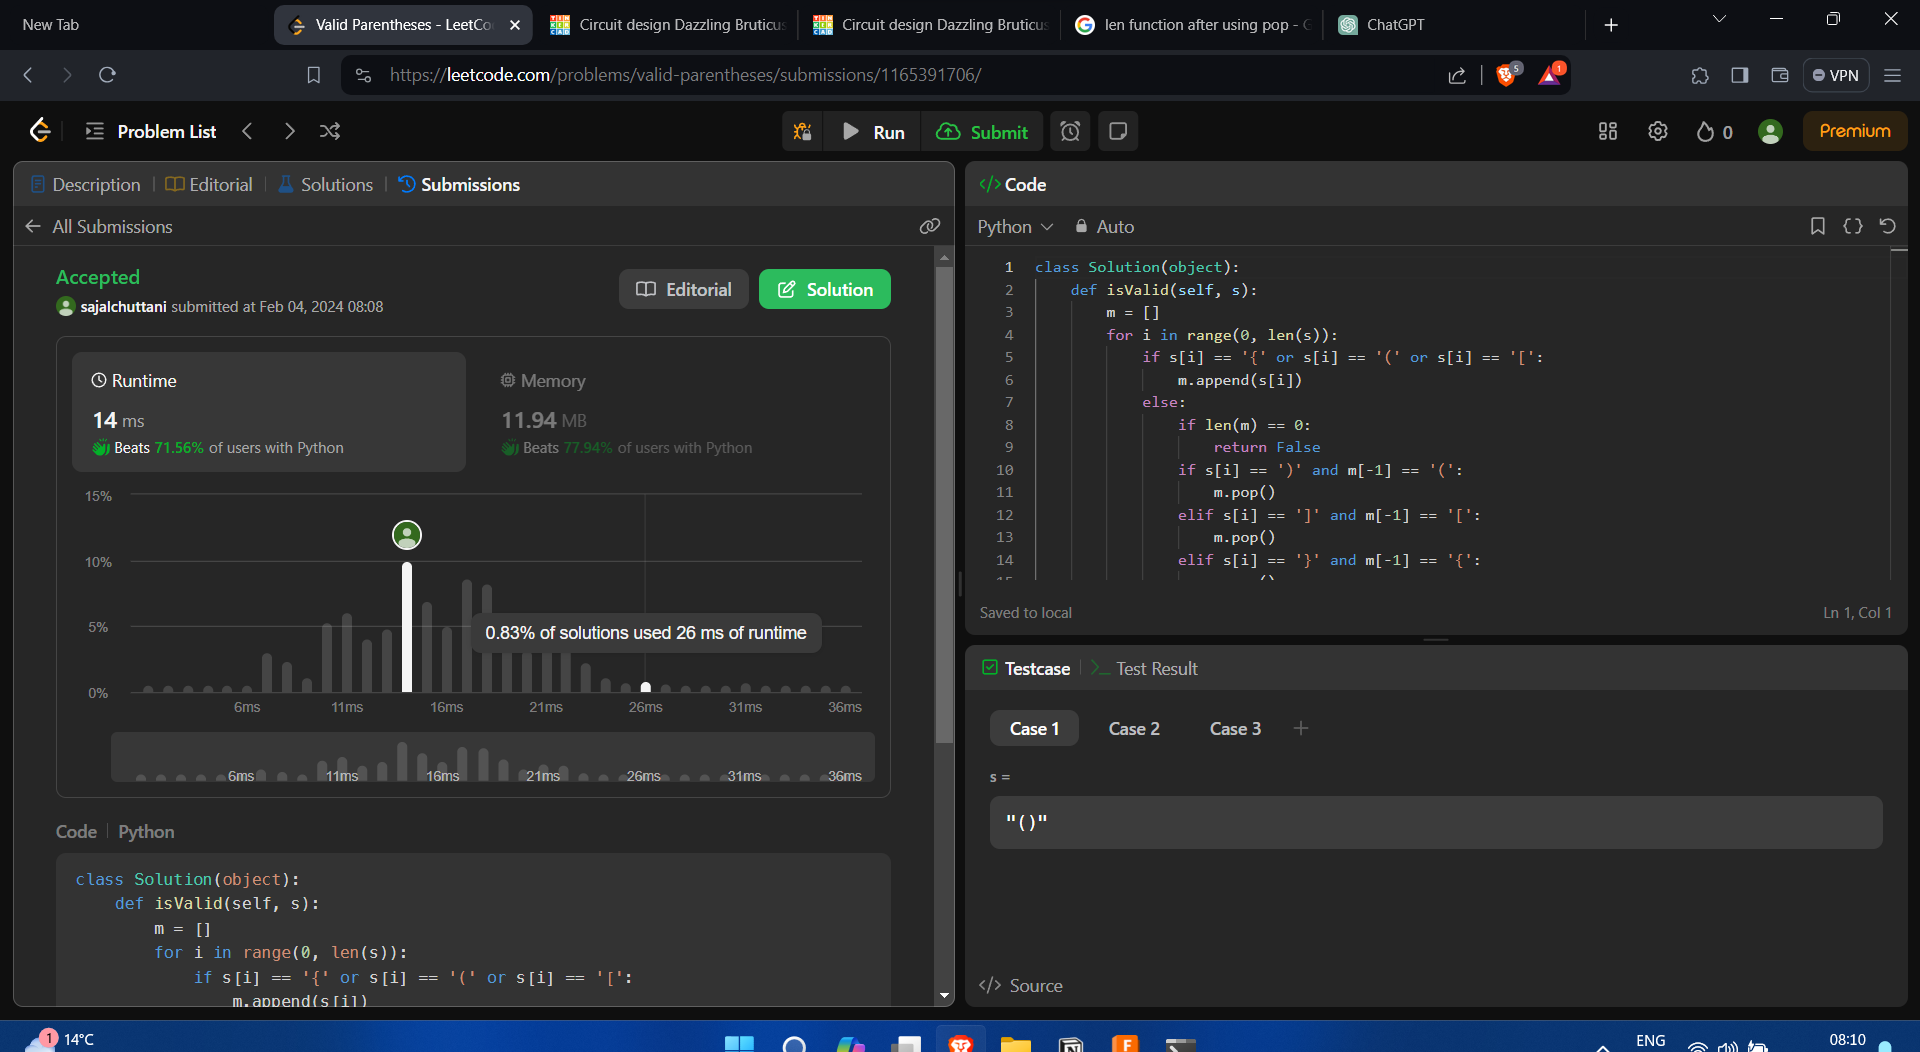 New Tab
Valid Parentheses - LeetCo
Circuit design Dazzling Bruticus
Circuit design Dazzling Bruticus
len function after using pop - G
ChatGPT
https://leetcode.com/problems/valid-parentheses/submissions/1165391706/
5
1
VPN
Problem List
Run
Submit
0
Premium
Description
Editorial
Solutions
Submissions
All Submissions
Accepted
sajalchuttani submitted at Feb 04, 2024 08:08
Editorial
Solution
Runtime
14 ms
Beats 71.56% of users with Python
Memory
11.94 MB
Beats 77.94% of users with Python
15%
10%
5%
0%
0.83% of solutions used 26 ms of runtime
6ms 11ms 16ms 21ms 26ms 31ms 36ms
6ms 11ms 16ms 21ms 26ms 31ms 36ms
Code | Python
class Solution(object):
def isValid(self, s):
m = []
for i in range(0, len(s)):
if s[i] == '{' or s[i] == '(' or s[i] == '[':
m.append(s[i])
</> Code
Python
Auto
1 class Solution(object):
2 def isValid(self, s):
3 m = []
4 for i in range(0, len(s)):
5 if s[i] == '{' or s[i] == '(' or s[i] == '[':
6 m.append(s[i])
7 else:
8 if len(m) == 0:
9 return False
10 if s[i] == ')' and m[-1] == '(':
11 m.pop()
12 elif s[i] == ']' and m[-1] == '[':
13 m.pop()
14 elif s[i] == '}' and m[-1] == '{':
Saved to local
Ln 1, Col 1
Testcase
Test Result
Case 1
Case 2
Case 3
s =
"()"
</> Source
1
14°C
ENG
08:10